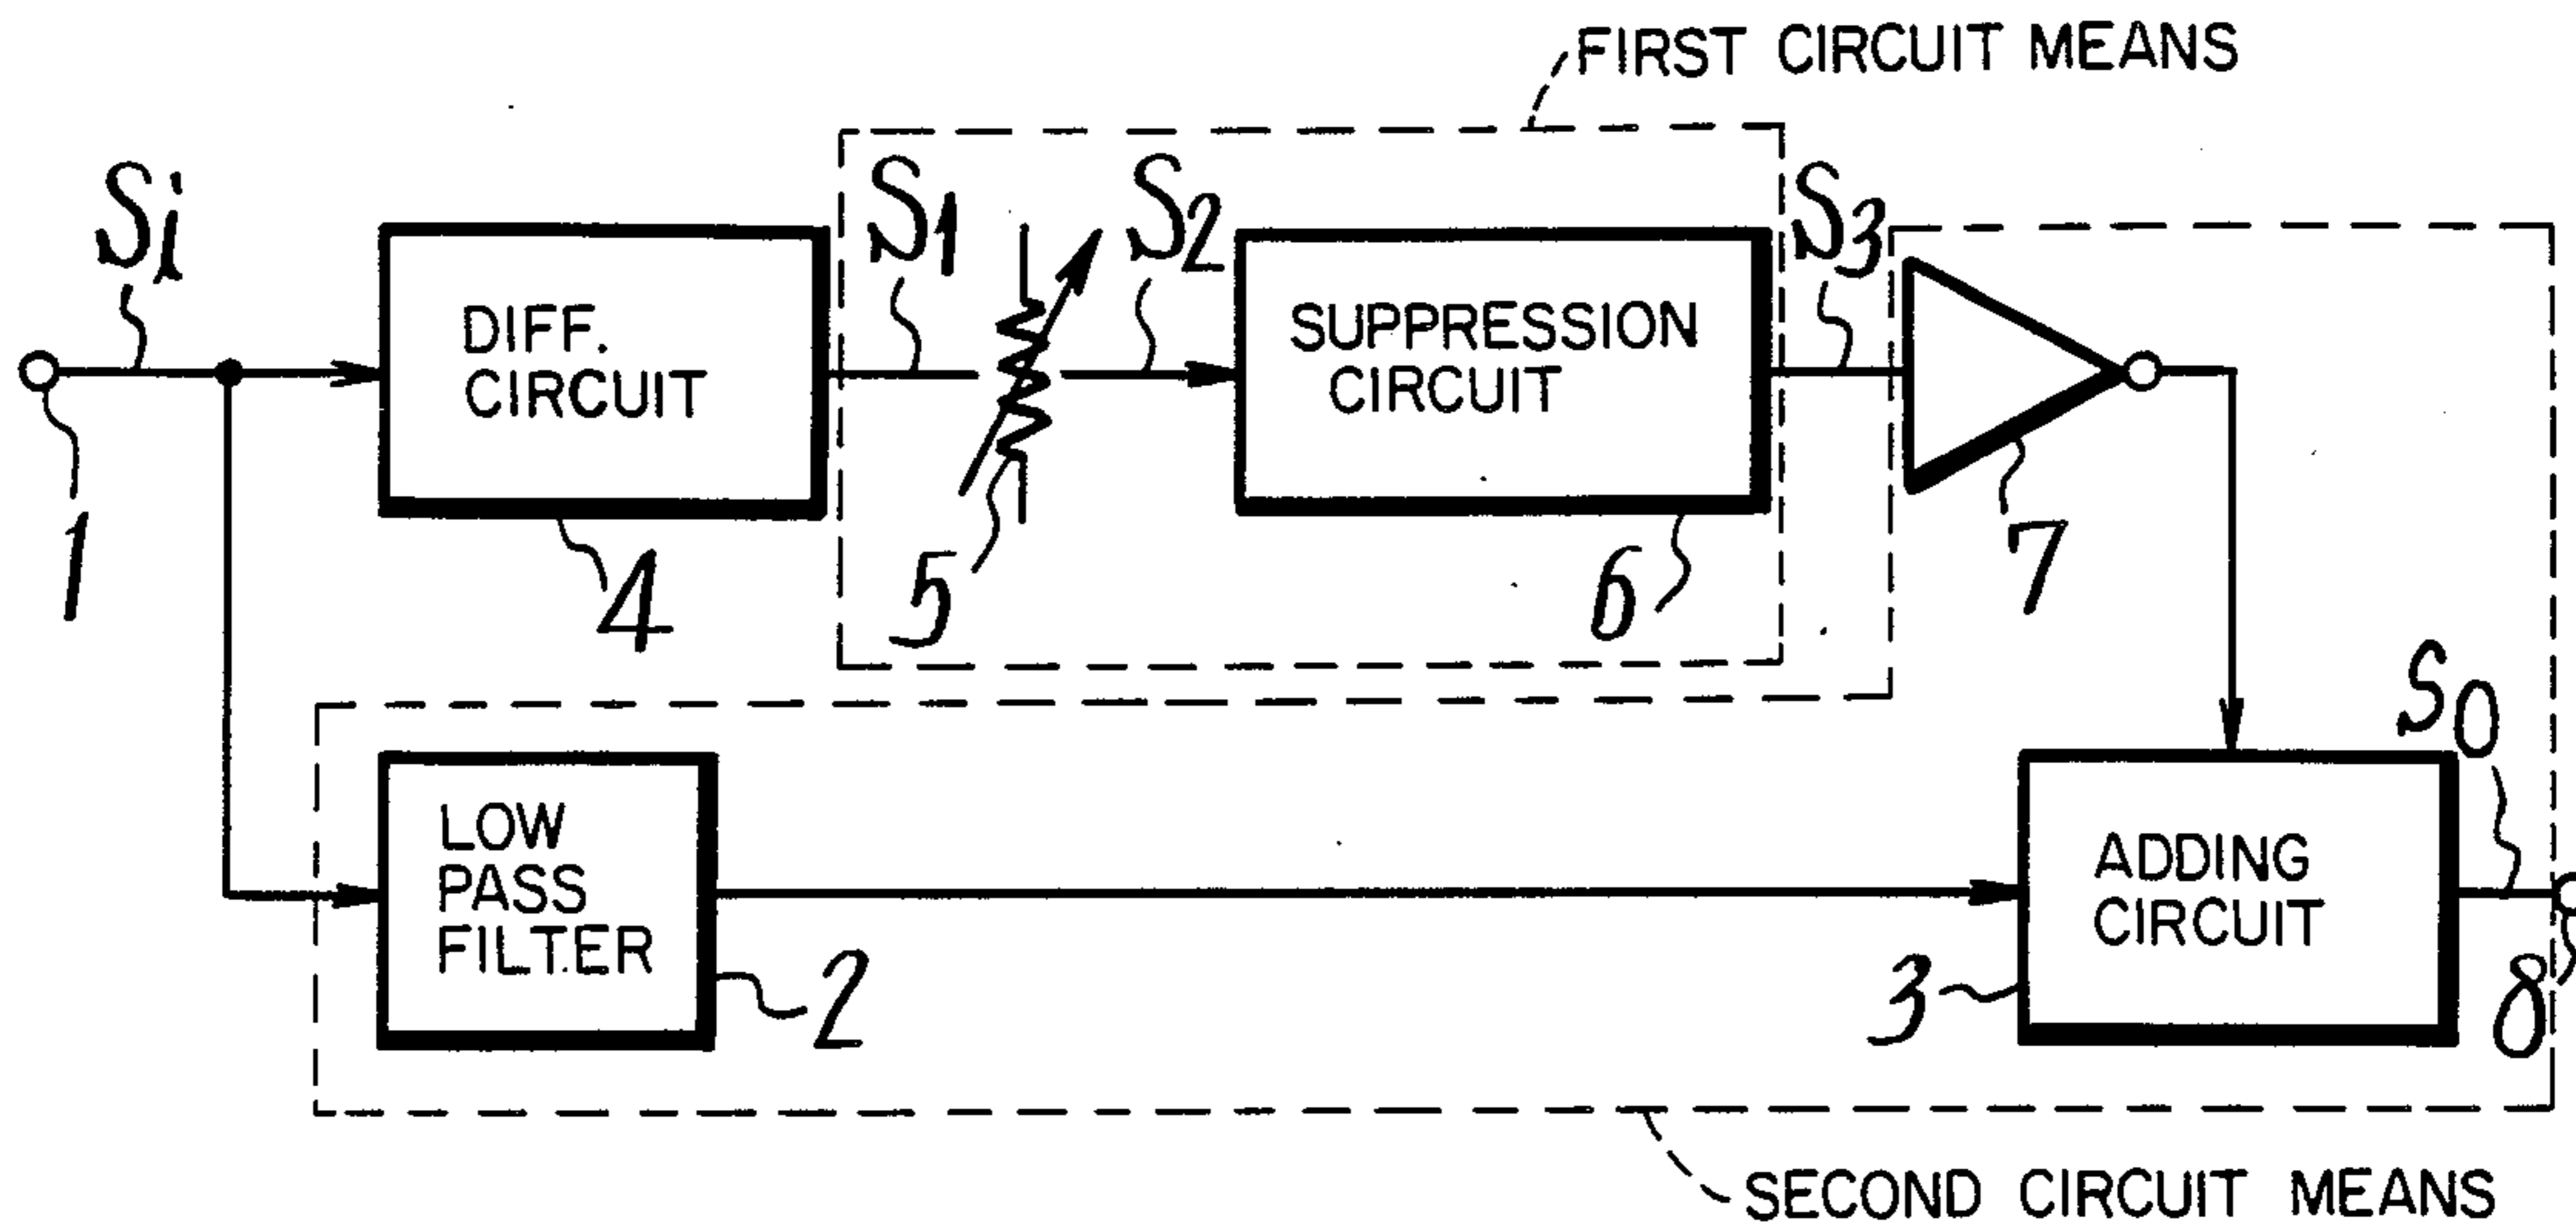 FIRST CIRCUIT MEANS
Si
S1
S2
S3
DIFF.
CIRCUIT
SUPPRESSION
CIRCUIT
1
4
5
6
7
S0
LOW
PASS
FILTER
ADDING
CIRCUIT
2
3
8
SECOND CIRCUIT MEANS